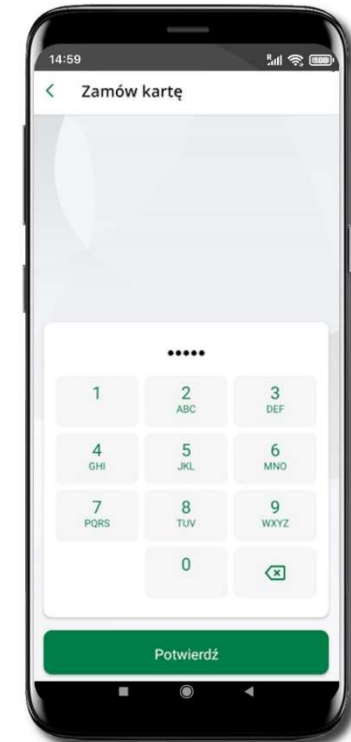 14:59
Zamów kartę
•••••
1
2
ABC
3
DEF
4
GHI
5
JKL
6
MNO
7
PQRS
8
TUV
9
WXYZ
0
Potwierdź